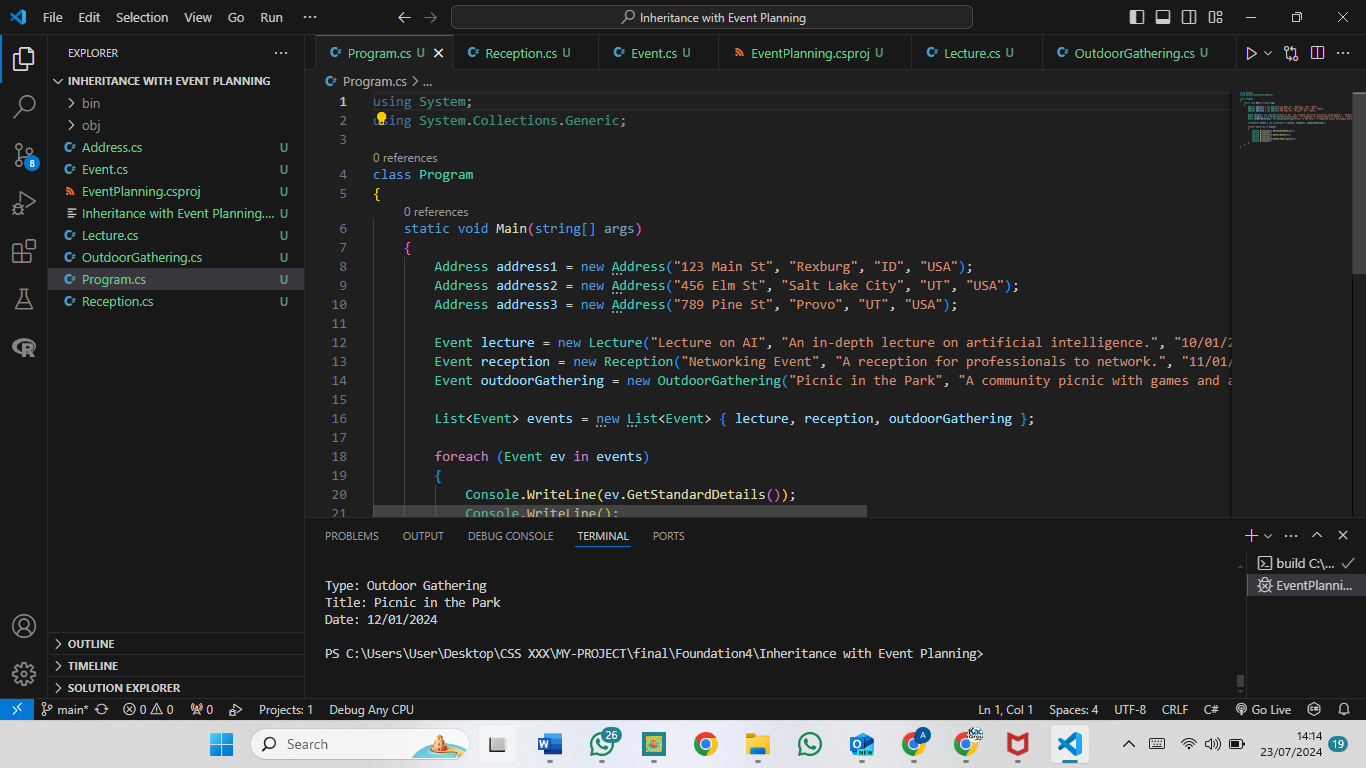 File Edit Selection View Go Run ···
Inheritance with Event Planning
EXPLORER ···
INHERITANCE WITH EVENT PLANNING
bin
obj
Address.cs U
Event.cs U
EventPlanning.csproj U
Inheritance with Event Planning.... U
Lecture.cs U
OutdoorGathering.cs U
Program.cs U
Reception.cs U
OUTLINE
TIMELINE
SOLUTION EXPLORER
8
Program.cs U Reception.cs U Event.cs U EventPlanning.csproj U Lecture.cs U OutdoorGathering.cs U ···
Program.cs > ...
1 using System;
2 using System.Collections.Generic;
3
0 references
4 class Program
5 {
0 references
6 static void Main(string[] args)
7 {
8 Address address1 = new Address("123 Main St", "Rexburg", "ID", "USA");
9 Address address2 = new Address("456 Elm St", "Salt Lake City", "UT", "USA");
10 Address address3 = new Address("789 Pine St", "Provo", "UT", "USA");
11
12 Event lecture = new Lecture("Lecture on AI", "An in-depth lecture on artificial intelligence.", "10/01/2
13 Event reception = new Reception("Networking Event", "A reception for professionals to network.", "11/01/
14 Event outdoorGathering = new OutdoorGathering("Picnic in the Park", "A community picnic with games and a
15
16 List<Event> events = new List<Event> { lecture, reception, outdoorGathering };
17
18 foreach (Event ev in events)
19 {
20 Console.WriteLine(ev.GetStandardDetails());
21 Console.WriteLine();
PROBLEMS OUTPUT DEBUG CONSOLE TERMINAL PORTS
Type: Outdoor Gathering
Title: Picnic in the Park
Date: 12/01/2024
PS C:\Users\User\Desktop\CSS XXX\MY-PROJECT\final\Foundation4\Inheritance with Event Planning>
build C:\...
EventPlanni...
main* 0 0 0 Projects: 1 Debug Any CPU Ln 1, Col 1 Spaces: 4 UTF-8 CRLF C# Go Live
Search
26
NEW
A
14:14
23/07/2024
19